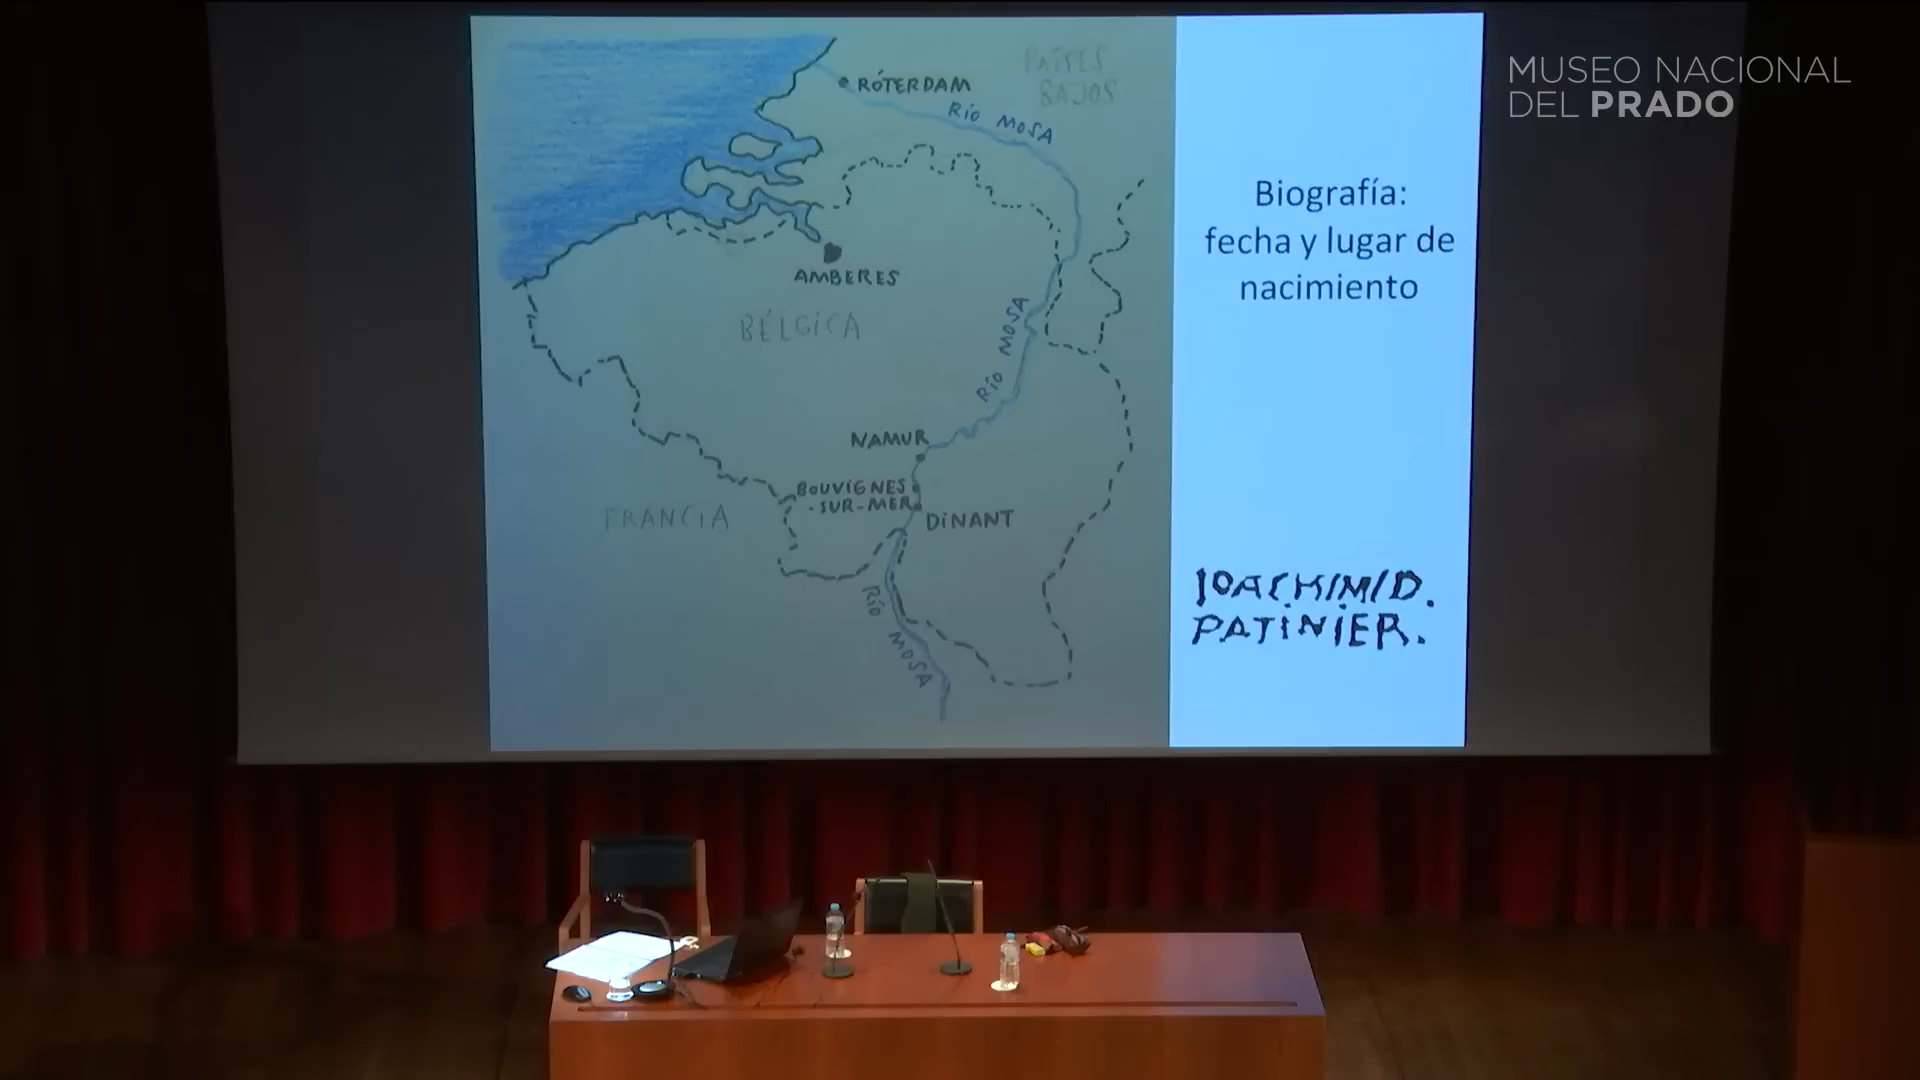 MUSEO NACIONAL
DEL PRADO
PAÍSES
BAJOS
RÓTERDAM
RÍO MOSA
AMBERES
BÉLGICA
RÍO MOSA
NAMUR
BOUVIGNES
-SUR-MER
DINANT
FRANCIA
RÍO MOSA
Biografía:
fecha y lugar de
nacimiento
IOACHIM/D.
PATINIER.